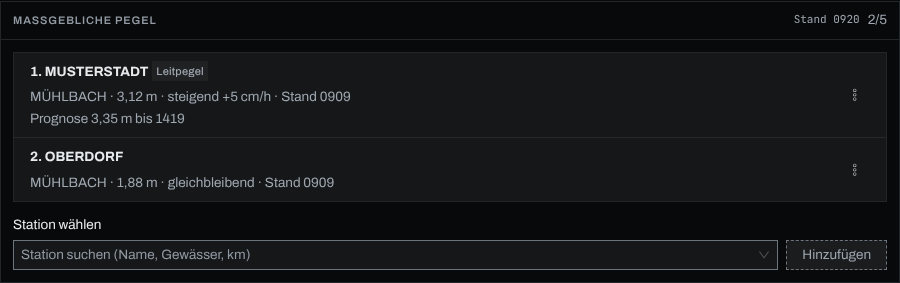 MASSGEBLICHE PEGEL Stand 0920 2/5
1. MUSTERSTADT Leitpegel
MÜHLBACH · 3,12 m · steigend +5 cm/h · Stand 0909
Prognose 3,35 m bis 1419
2. OBERDORF
MÜHLBACH · 1,88 m · gleichbleibend · Stand 0909
Station wählen
Station suchen (Name, Gewässer, km) Hinzufügen